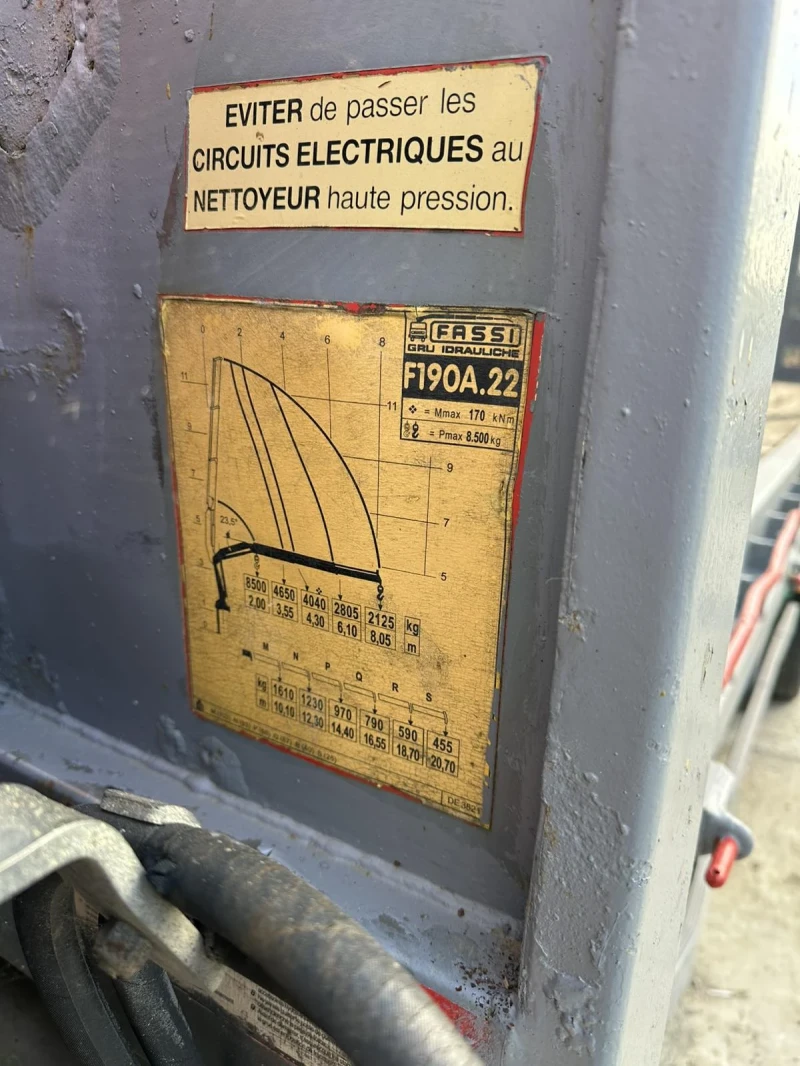 EVITER de passer les
CIRCUITS ELECTRIQUES au
NETTOYEUR haute pression.
FASSI
GRU IDRAULICHE
F190A.22
= Mmax 170 kNm
= Pmax 8.500 kg
0 2 4 6 8
11
11
9
9
7
7
5
5
3
23,5°
8500 4650 4040 2805 2125 kg
2,00 3,55 4,30 6,10 8,05 m
M N P Q R S
kg 1610 1230 970 790 590 455
m 10,10 12,30 14,40 16,55 18,70 20,70